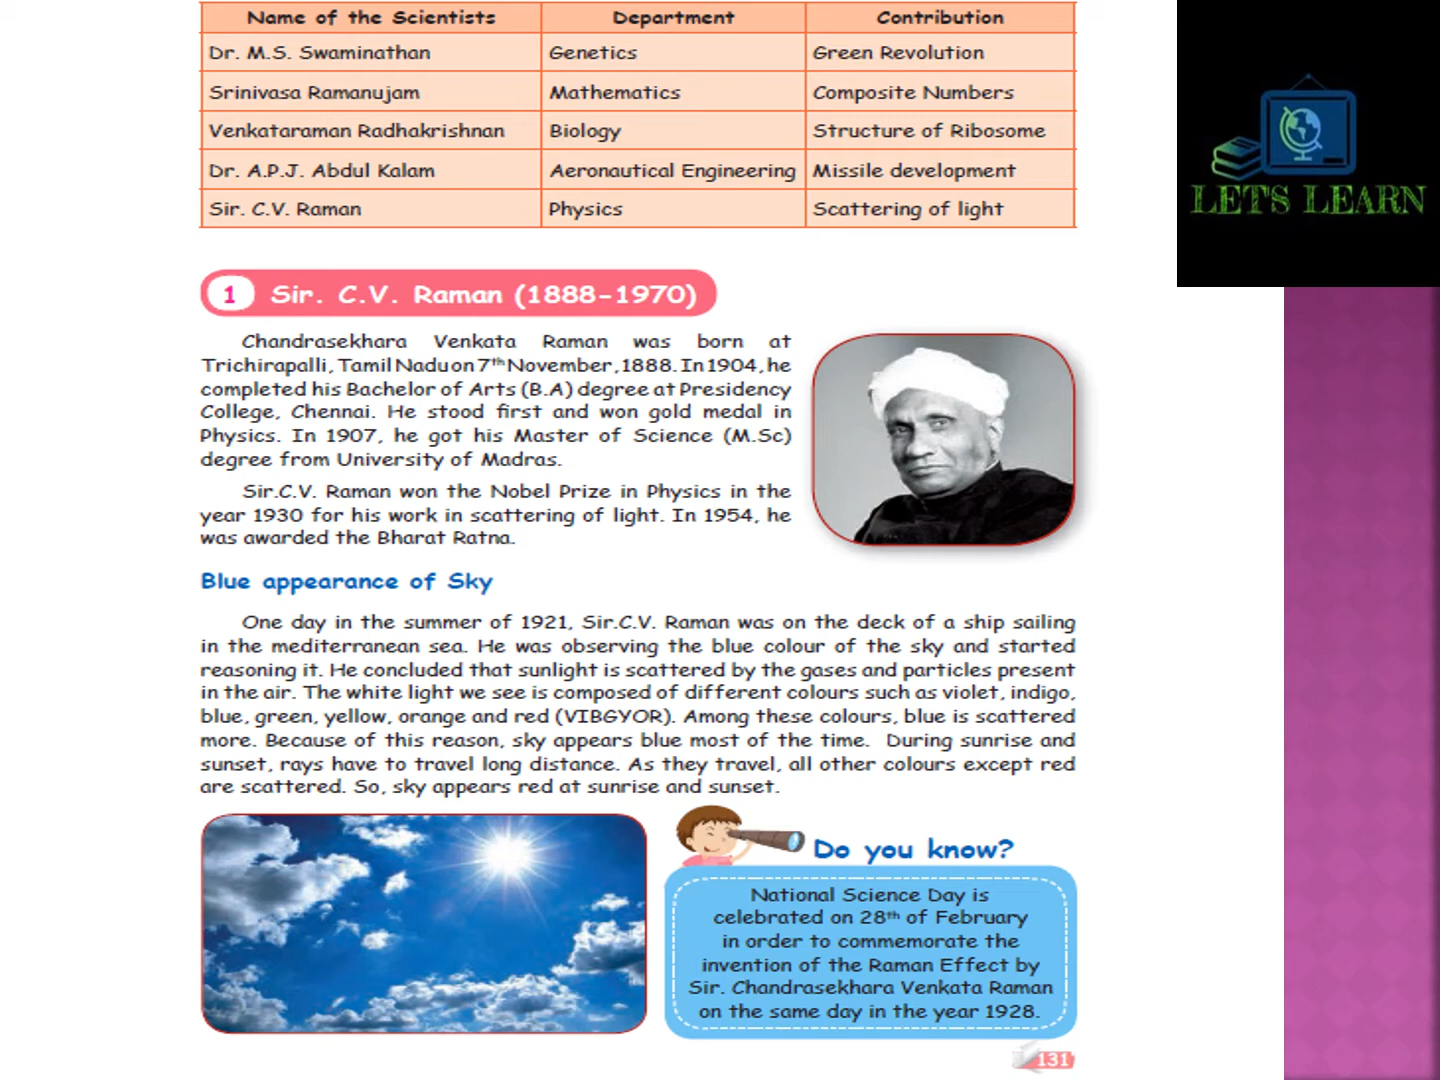 Name of the Scientists Department Contribution
Dr. M.S. Swaminathan Genetics Green Revolution
Srinivasa Ramanujam Mathematics Composite Numbers
Venkataraman Radhakrishnan Biology Structure of Ribosome
Dr. A.P.J. Abdul Kalam Aeronautical Engineering Missile development
Sir. C.V. Raman Physics Scattering of light
LET'S LEARN
1 Sir. C.V. Raman (1888-1970)
Chandrasekhara Venkata Raman was born at
Trichirapalli, Tamil Nadu on 7th November, 1888. In 1904, he
completed his Bachelor of Arts (B.A) degree at Presidency
College, Chennai. He stood first and won gold medal in
Physics. In 1907, he got his Master of Science (M.Sc)
degree from University of Madras.
Sir.C.V. Raman won the Nobel Prize in Physics in the
year 1930 for his work in scattering of light. In 1954, he
was awarded the Bharat Ratna.
Blue appearance of Sky
One day in the summer of 1921, Sir.C.V. Raman was on the deck of a ship sailing
in the mediterranean sea. He was observing the blue colour of the sky and started
reasoning it. He concluded that sunlight is scattered by the gases and particles present
in the air. The white light we see is composed of different colours such as violet, indigo,
blue, green, yellow, orange and red (VIBGYOR). Among these colours, blue is scattered
more. Because of this reason, sky appears blue most of the time. During sunrise and
sunset, rays have to travel long distance. As they travel, all other colours except red
are scattered. So, sky appears red at sunrise and sunset.
Do you know?
National Science Day is
celebrated on 28th of February
in order to commemorate the
invention of the Raman Effect by
Sir. Chandrasekhara Venkata Raman
on the same day in the year 1928.
131